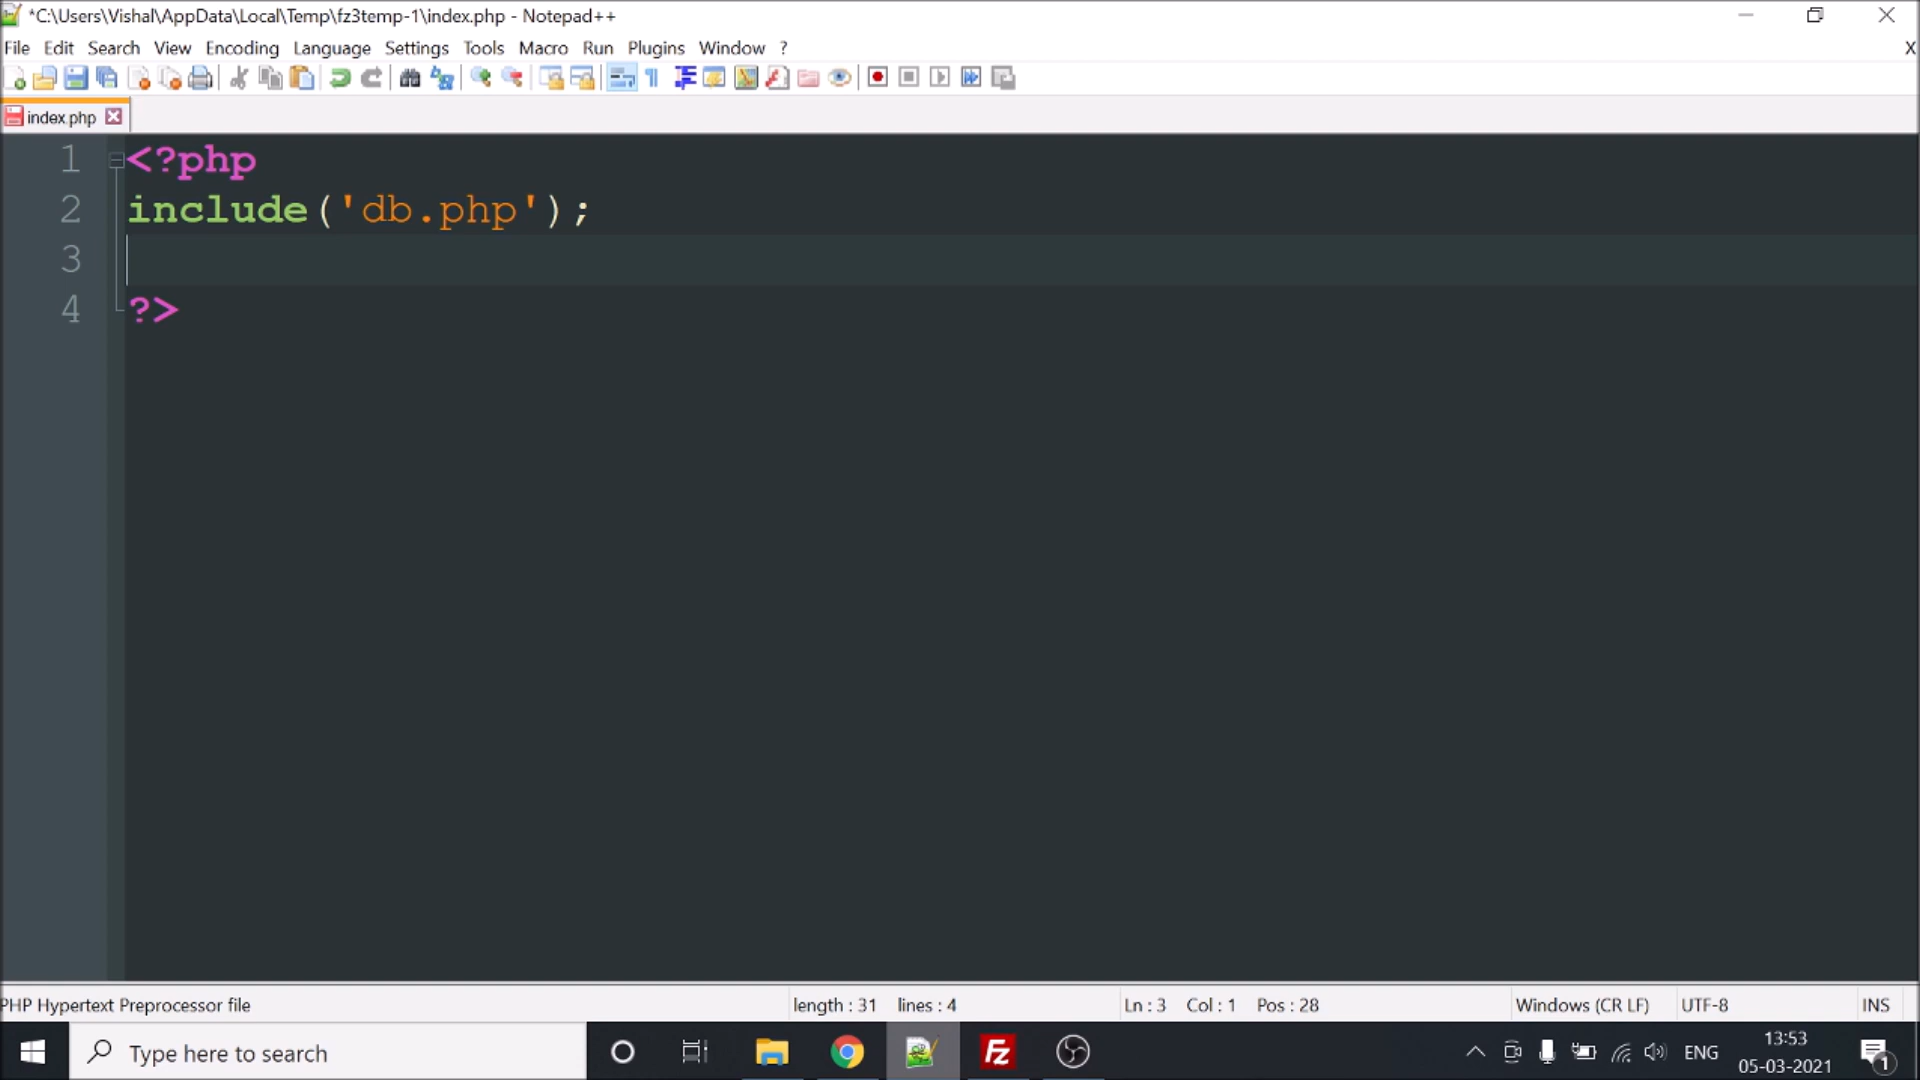 *C:\Users\Vishal\AppData\Local\Temp\fz3temp-1\index.php - Notepad++
File Edit Search View Encoding Language Settings Tools Macro Run Plugins Window ? X
index.php
1 <?php
2 include('db.php');
3
4 ?>
PHP Hypertext Preprocessor file length : 31 lines : 4 Ln : 3 Col : 1 Pos : 28 Windows (CR LF) UTF-8 INS
Type here to search Fz ENG 13:53
05-03-2021 1